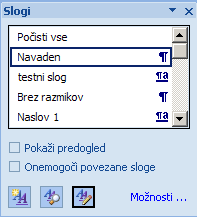 Slogi
Počisti vse
Navaden ¶
testni slog ¶a
Brez razmikov ¶
Naslov 1 ¶a
Pokaži predogled
Onemogoči povezane sloge
Možnosti ...